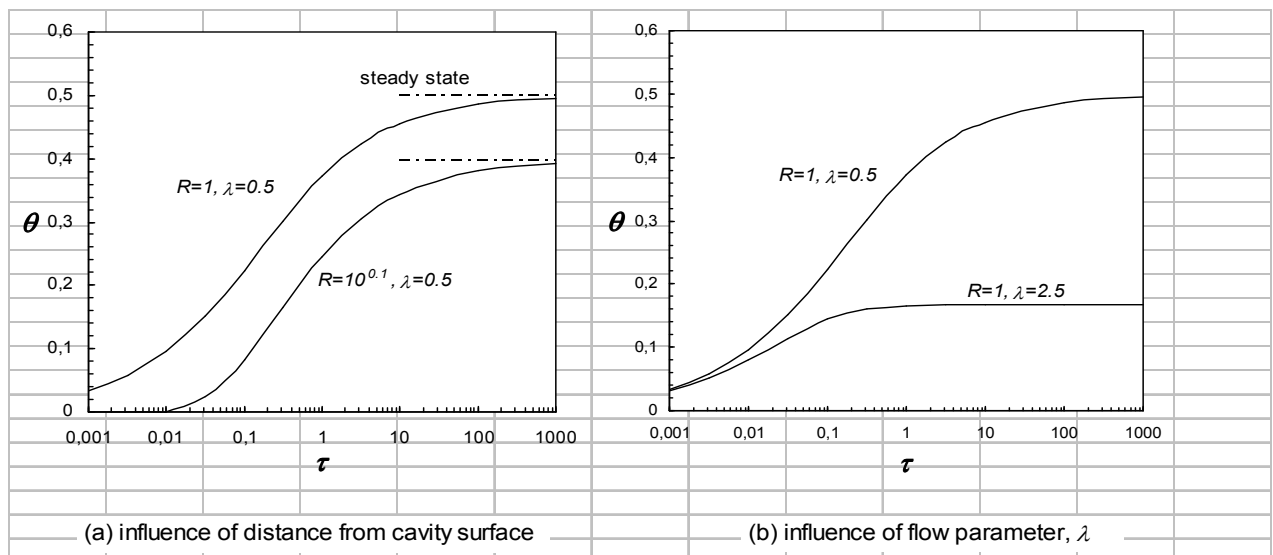 0,6
0,5
0,4
0,3
0,2
0,1
0
θ
steady state
R=1, λ=0.5
R=10^0.1, λ=0.5
0,001 0,01 0,1 1 10 100 1000
τ
(a) influence of distance from cavity surface
0,6
0,5
0,4
0,3
0,2
0,1
0
θ
R=1, λ=0.5
R=1, λ=2.5
0,001 0,01 0,1 1 10 100 1000
τ
(b) influence of flow parameter, λ